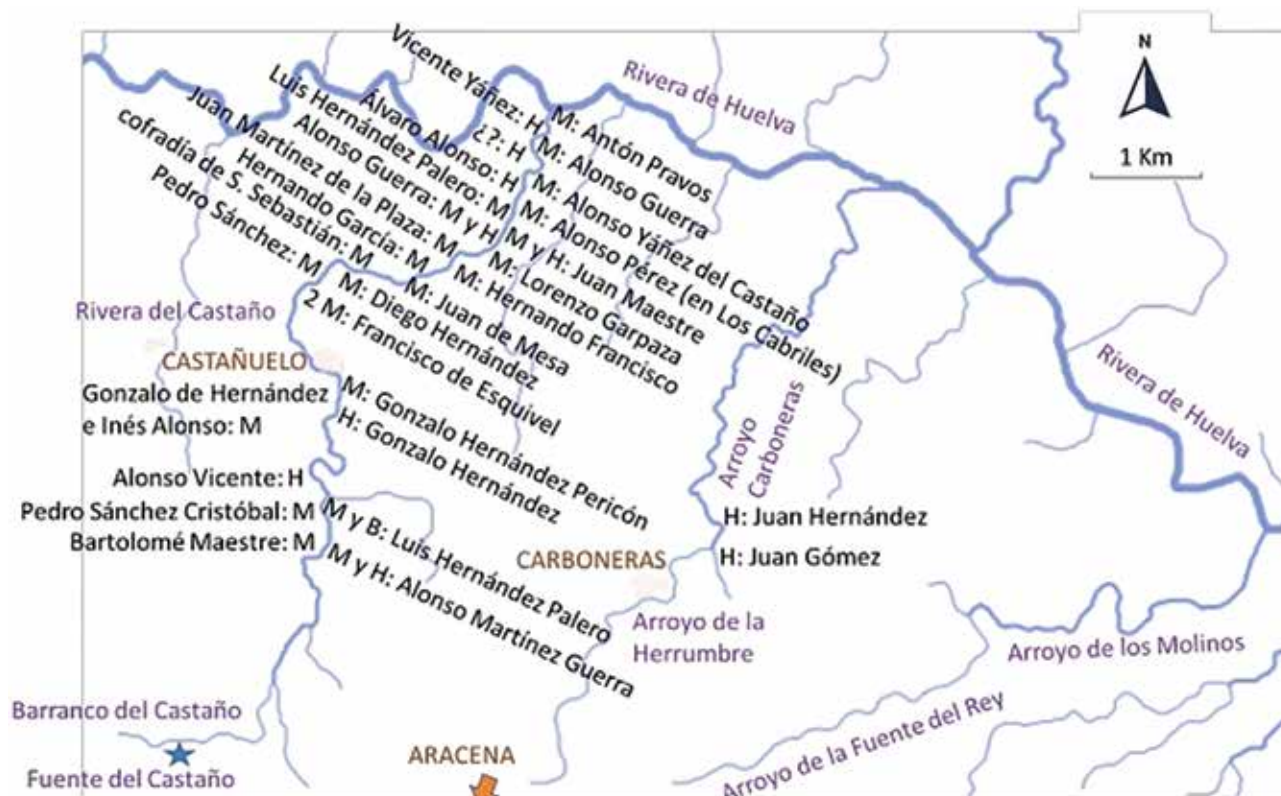 N
1 Km
Rivera de Huelva
Vicente Yáñez: H
¿?: H
Álvaro Alonso: H
Luis Hernández Palero: M
Alonso Guerra: M y H
Juan Martínez de la Plaza: M
Hernando García: M
cofradía de S. Sebastián: M
Pedro Sánchez: M
M: Antón Pravos
M: Alonso Guerra
M: Alonso Yáñez del Castaño
M: Alonso Pérez (en Los Cabriles)
M y H: Juan Maestre
M: Lorenzo Garpaza
M: Hernando Francisco
M: Juan de Mesa
M: Diego Hernández
2 M: Francisco de Esquivel
Rivera del Castaño
CASTAÑUELO
Gonzalo de Hernández
e Inés Alonso: M
M: Gonzalo Hernández Pericón
H: Gonzalo Hernández
Alonso Vicente: H
Pedro Sánchez Cristóbal: M
Bartolomé Maestre: M
M y B: Luis Hernández Palero
M y H: Alonso Martínez Guerra
Arroyo
Carboneras
Rivera de Huelva
H: Juan Hernández
H: Juan Gómez
CARBONERAS
Arroyo de la
Herrumbre
Arroyo de los Molinos
Arroyo de la Fuente del Rey
Barranco del Castaño
Fuente del Castaño
ARACENA